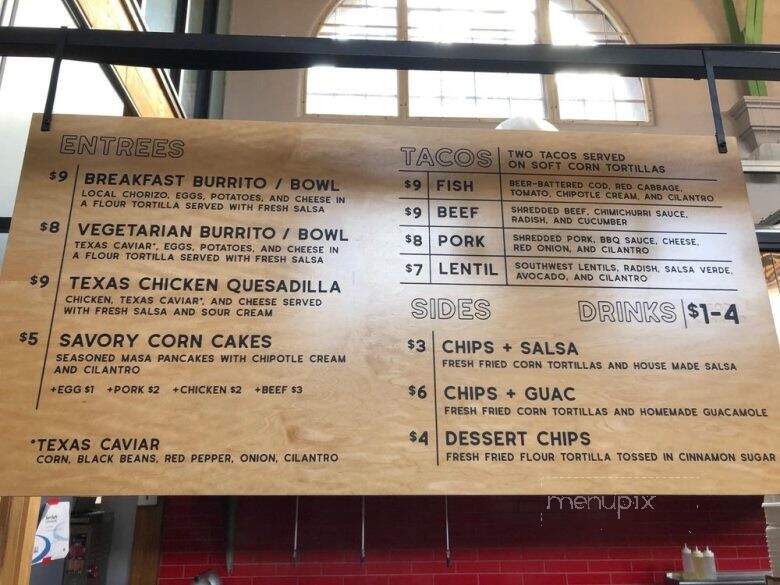 ENTREES
$9 BREAKFAST BURRITO / BOWL
LOCAL CHORIZO, EGGS, POTATOES, AND CHEESE IN
A FLOUR TORTILLA SERVED WITH FRESH SALSA
$8 VEGETARIAN BURRITO / BOWL
TEXAS CAVIAR*, EGGS, POTATOES, AND CHEESE IN
A FLOUR TORTILLA SERVED WITH FRESH SALSA
$9 TEXAS CHICKEN QUESADILLA
CHICKEN, TEXAS CAVIAR*, AND CHEESE SERVED
WITH FRESH SALSA AND SOUR CREAM
$5 SAVORY CORN CAKES
SEASONED MASA PANCAKES WITH CHIPOTLE CREAM
AND CILANTRO
+EGG $1 +PORK $2 +CHICKEN $2 +BEEF $3
*TEXAS CAVIAR
CORN, BLACK BEANS, RED PEPPER, ONION, CILANTRO
TACOS
TWO TACOS SERVED
ON SOFT CORN TORTILLAS
$9 FISH
BEER-BATTERED COD, RED CABBAGE,
TOMATO, CHIPOTLE CREAM, AND CILANTRO
$9 BEEF
SHREDDED BEEF, CHIMICHURRI SAUCE,
RADISH, AND CUCUMBER
$8 PORK
SHREDDED PORK, BBQ SAUCE, CHEESE,
RED ONION, AND CILANTRO
$7 LENTIL
SOUTHWEST LENTILS, RADISH, SALSA VERDE,
AVOCADO, AND CILANTRO
SIDES
DRINKS $1-4
$3 CHIPS + SALSA
FRESH FRIED CORN TORTILLAS AND HOUSE MADE SALSA
$6 CHIPS + GUAC
FRESH FRIED CORN TORTILLAS AND HOMEMADE GUACAMOLE
$4 DESSERT CHIPS
FRESH FRIED FLOUR TORTILLA TOSSED IN CINNAMON SUGAR
menupix